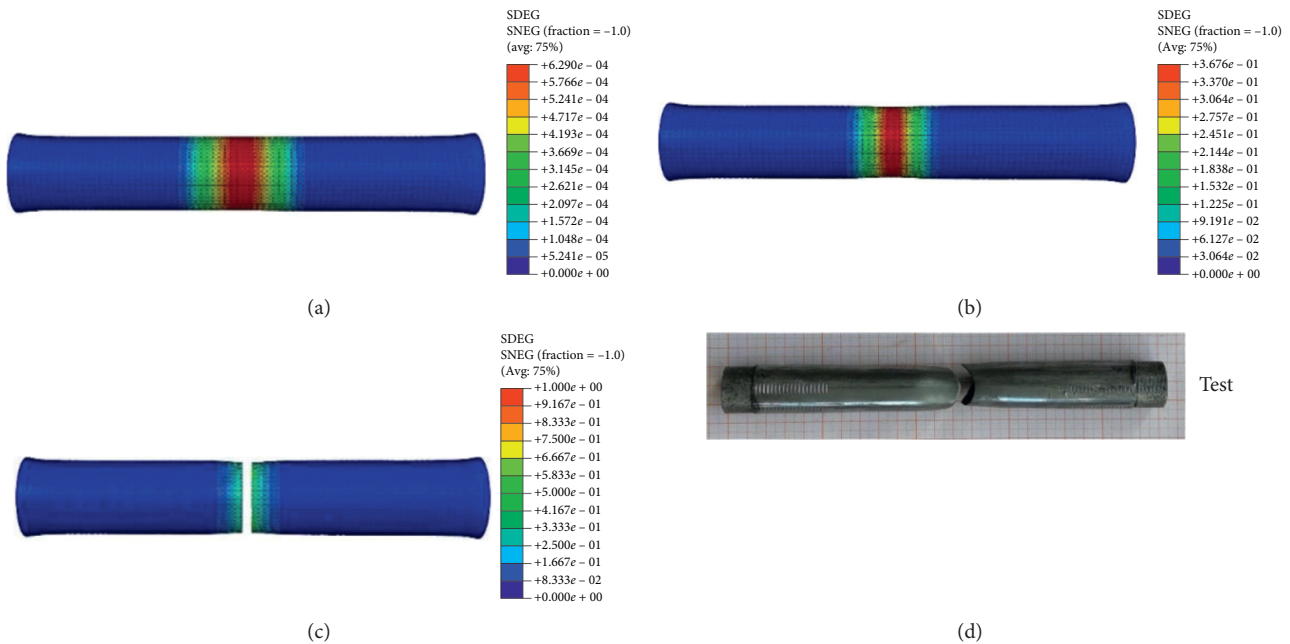 SDEG
SNEG (fraction = –1.0)
(avg: 75%)
+6.290e – 04
+5.766e – 04
+5.241e – 04
+4.717e – 04
+4.193e – 04
+3.669e – 04
+3.145e – 04
+2.621e – 04
+2.097e – 04
+1.572e – 04
+1.048e – 04
+5.241e – 05
+0.000e + 00
(a)
SDEG
SNEG (fraction = –1.0)
(Avg: 75%)
+3.676e – 01
+3.370e – 01
+3.064e – 01
+2.757e – 01
+2.451e – 01
+2.144e – 01
+1.838e – 01
+1.532e – 01
+1.225e – 01
+9.191e – 02
+6.127e – 02
+3.064e – 02
+0.000e + 00
(b)
SDEG
SNEG (fraction = –1.0)
(Avg: 75%)
+1.000e + 00
+9.167e – 01
+8.333e – 01
+7.500e – 01
+6.667e – 01
+5.833e – 01
+5.000e – 01
+4.167e – 01
+3.333e – 01
+2.500e – 01
+1.667e – 01
+8.333e – 02
+0.000e + 00
(c)
Test
(d)